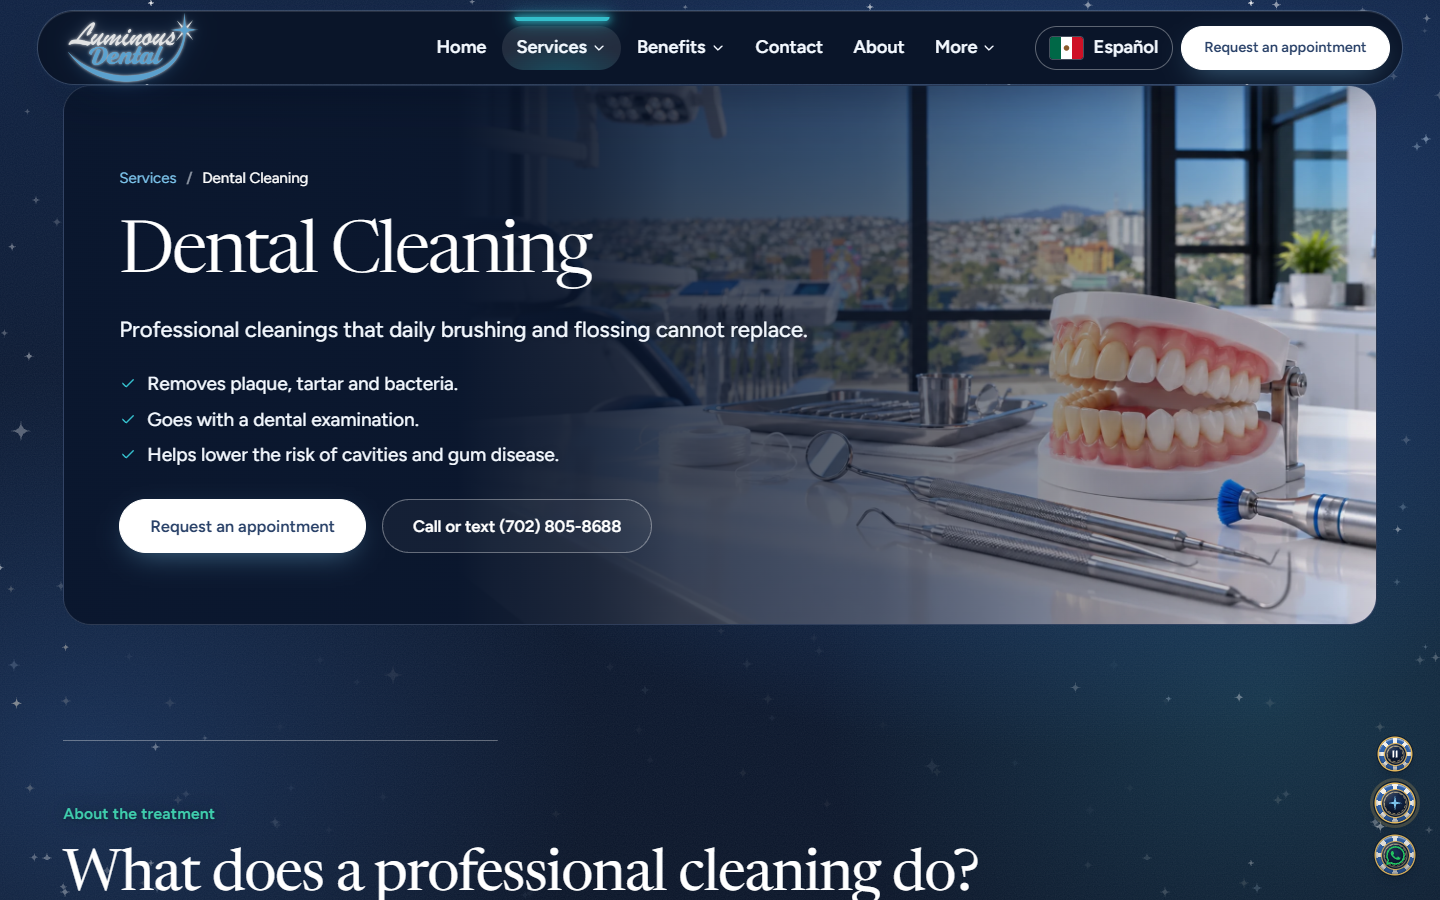 Luminous
Dental
Home
Services
Benefits
Contact
About
More
Español
Request an appointment
Services / Dental Cleaning
Dental Cleaning
Professional cleanings that daily brushing and flossing cannot replace.
Removes plaque, tartar and bacteria.
Goes with a dental examination.
Helps lower the risk of cavities and gum disease.
Request an appointment
Call or text (702) 805-8688
About the treatment
What does a professional cleaning do?